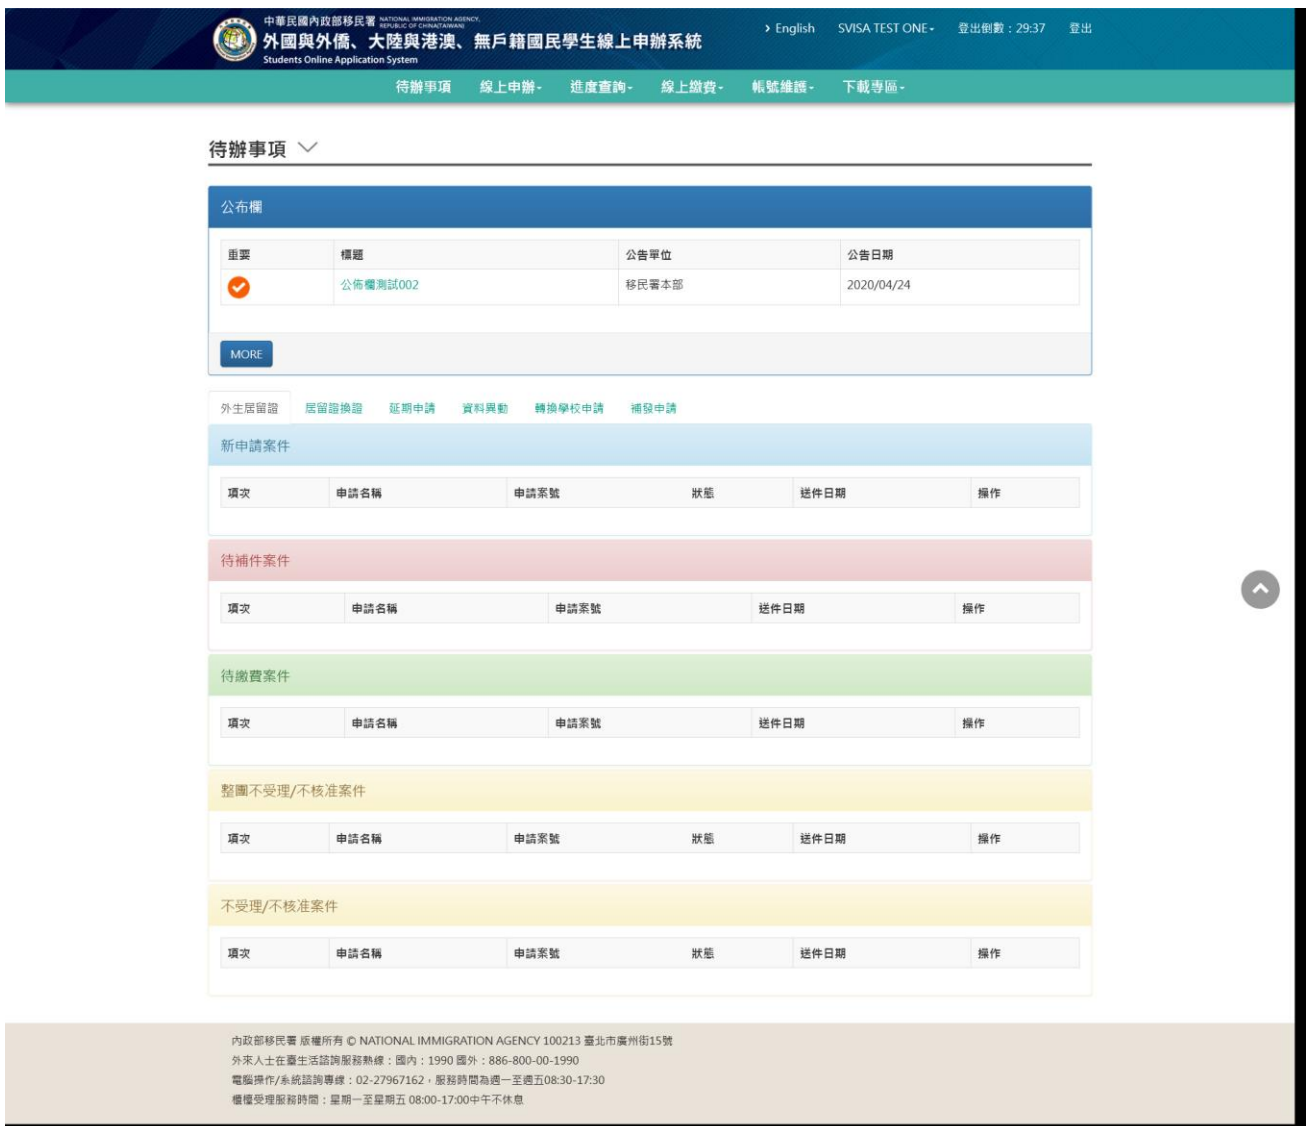 中華民國內政部移民署 NATIONAL IMMIGRATION AGENCY, REPUBLIC OF CHINA(TAIWAN)
外國與外僑、大陸與港澳、無戶籍國民學生線上申辦系統
Students Online Application System
English SVISA TEST ONE 登出倒數：29:37 登出
待辦事項 線上申辦 進度查詢 線上繳費 帳號維護 下載專區
待辦事項
公布欄
重要 標題 公告單位 公告日期
公佈欄測試002 移民署本部 2020/04/24
MORE
外生居留證 居留證換證 延期申請 資料異動 轉換學校申請 補發申請
新申請案件
項次 申請名稱 申請案號 狀態 送件日期 操作
待補件案件
項次 申請名稱 申請案號 送件日期 操作
待繳費案件
項次 申請名稱 申請案號 送件日期 操作
整團不受理/不核准案件
項次 申請名稱 申請案號 狀態 送件日期 操作
不受理/不核准案件
項次 申請名稱 申請案號 狀態 送件日期 操作
內政部移民署 版權所有 © NATIONAL IMMIGRATION AGENCY 100213 臺北市廣州街15號
外來人士在臺生活諮詢服務熱線：國內：1990 國外：886-800-00-1990
電腦操作/系統諮詢專線：02-27967162，服務時間為週一至週五08:30-17:30
櫃檯受理服務時間：星期一至星期五 08:00-17:00中午不休息